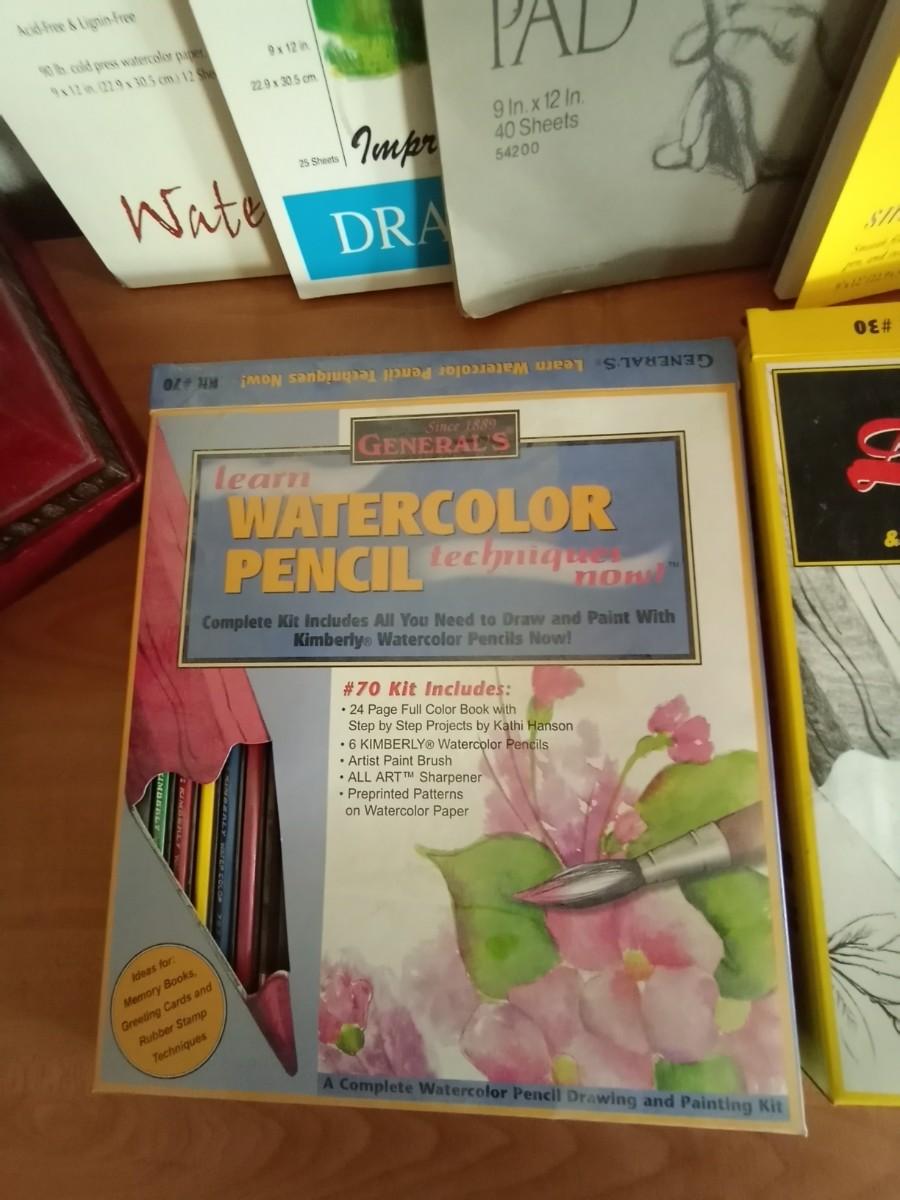 Acid-Free & Lignin-Free
90 lb. cold press watercolor paper
9 x 12 in. (22.9 x 30.5 cm.) 12 She
Wate
9 x 12 in.
22.9 x 30.5 cm
25 Sheets
Impr
DRA
PAD
9 In. x 12 In.
40 Sheets
54200
#30
&
GENERAL'S® Learn Watercolor Pencil Techniques Now! Kit #70
Since 1889
GENERAL'S®
learn
WATERCOLOR
PENCIL techniques
now!™
Complete Kit Includes All You Need to Draw and Paint With
Kimberly® Watercolor Pencils Now!
#70 Kit Includes:
• 24 Page Full Color Book with
Step by Step Projects by Kathi Hanson
• 6 KIMBERLY® Watercolor Pencils
• Artist Paint Brush
• ALL ART™ Sharpener
• Preprinted Patterns
on Watercolor Paper
KIMBERLY
KIMBERLY
KIMBERLY WATERCOLOR
Ideas for:
Memory Books,
Greeting Cards and
Rubber Stamp
Techniques
A Complete Watercolor Pencil Drawing and Painting Kit